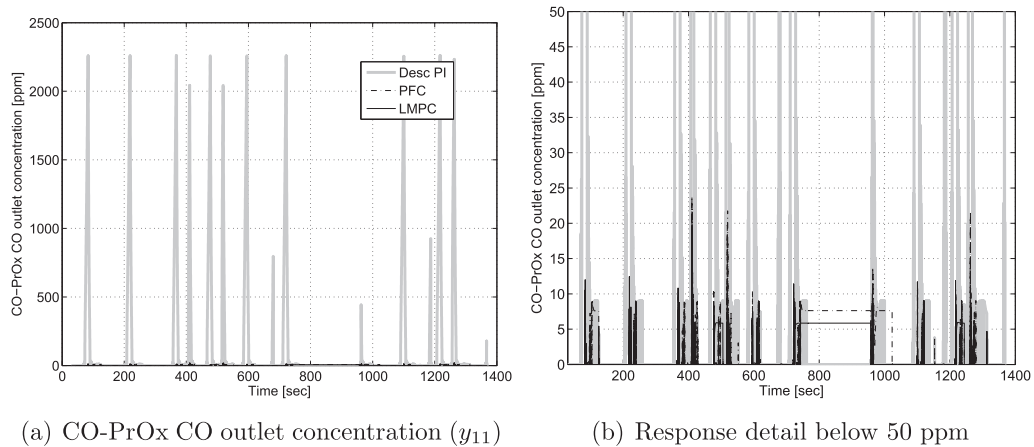 2500
2000
1500
1000
500
0
CO-PrOx CO outlet concentration [ppm]
0 200 400 600 800 1000 1200 1400
Time [sec]
Desc PI
PFC
LMPC
(a) CO-PrOx CO outlet concentration (y11)
50
45
40
35
30
25
20
15
10
5
0
CO-PrOx CO outlet concentration [ppm]
200 400 600 800 1000 1200 1400
Time [sec]
(b) Response detail below 50 ppm